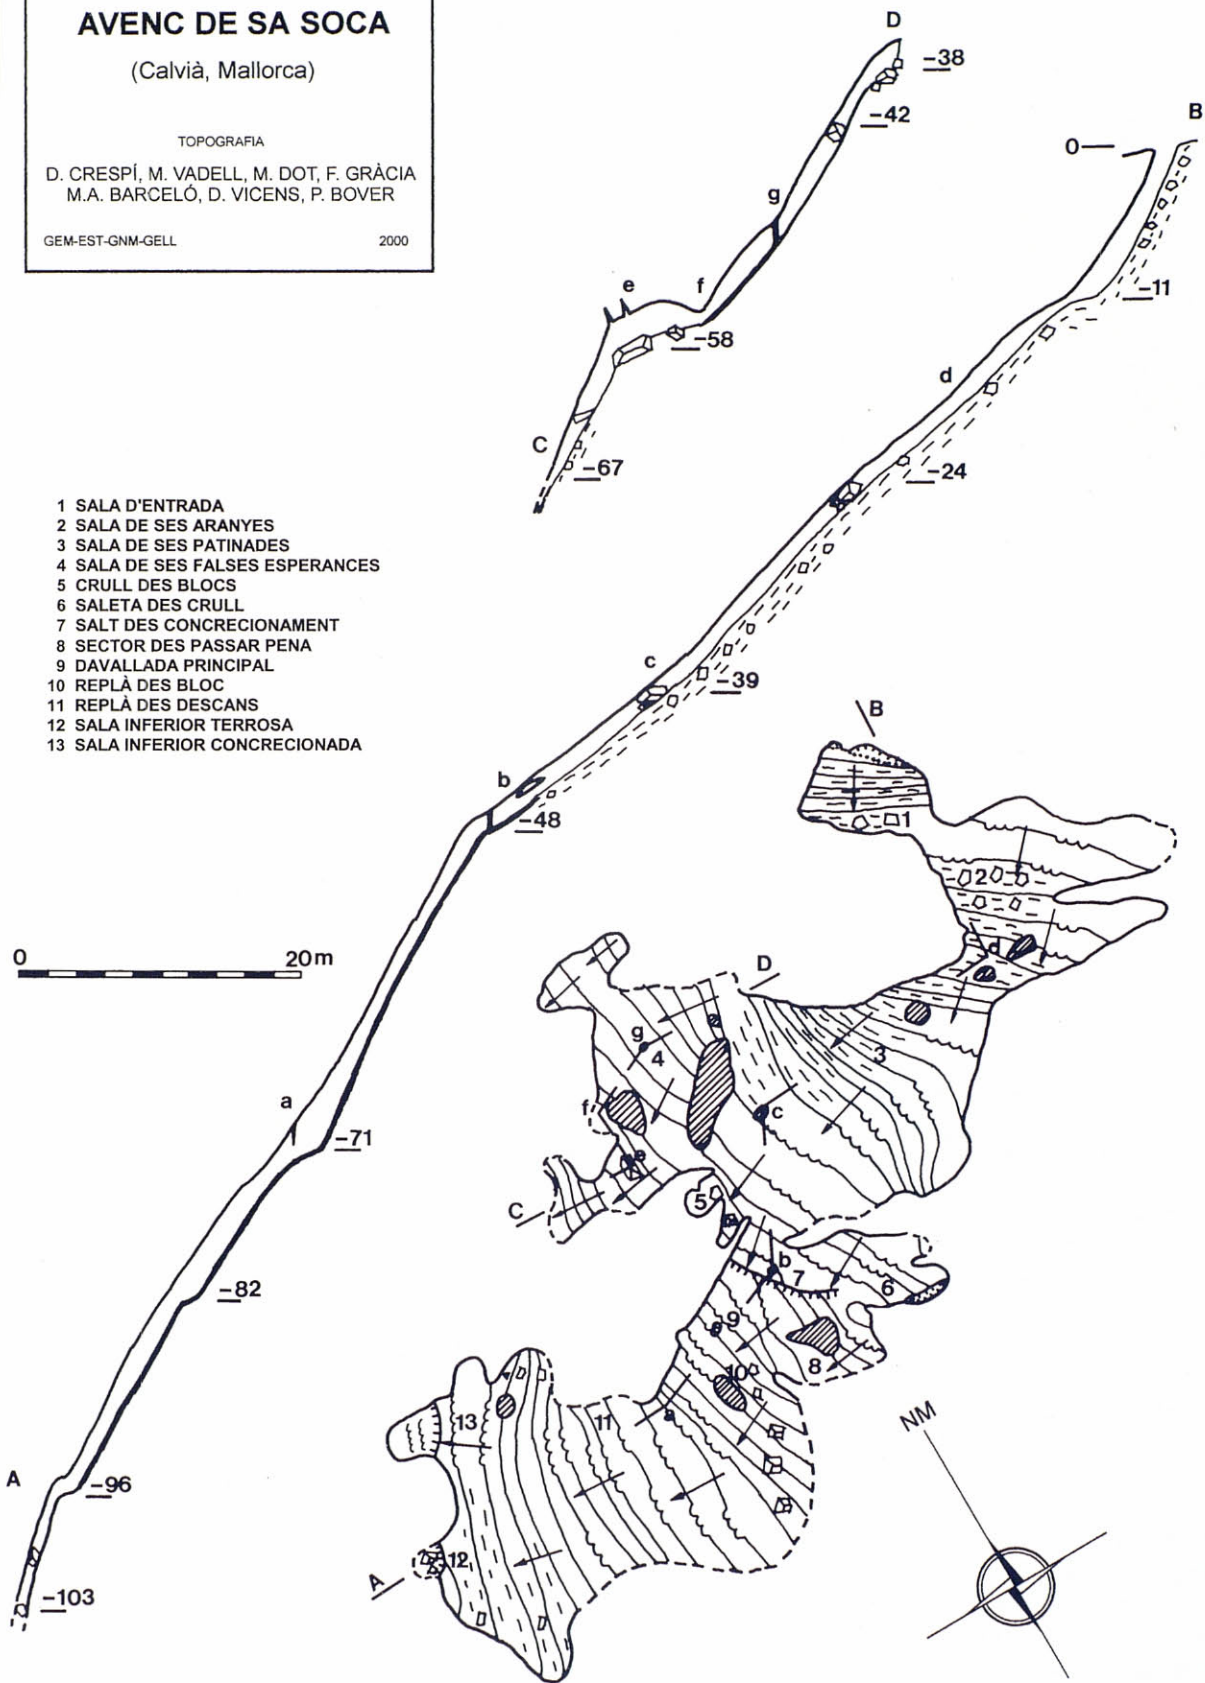 AVENC DE SA SOCA
(Calvià, Mallorca)
TOPOGRAFIA
D. CRESPÍ, M. VADELL, M. DOT, F. GRÀCIA
M.A. BARCELÓ, D. VICENS, P. BOVER
GEM-EST-GNM-GELL 2000
D
-38
-42
g
e
f
-58
C
-67
B
0
-11
d
-24
c
-39
b
-48
a
-71
-82
A
-96
-103
1 SALA D'ENTRADA
2 SALA DE SES ARANYES
3 SALA DE SES PATINADES
4 SALA DE SES FALSES ESPERANCES
5 CRULL DES BLOCS
6 SALETA DES CRULL
7 SALT DES CONCRECIONAMENT
8 SECTOR DES PASSAR PENA
9 DAVALLADA PRINCIPAL
10 REPLÀ DES BLOC
11 REPLÀ DES DESCANS
12 SALA INFERIOR TERROSA
13 SALA INFERIOR CONCRECIONADA
0 20m
B
1
2
d
D
3
g
4
c
f
e
5
C
b
7
6
9
8
10
a
11
13
12
A
NM